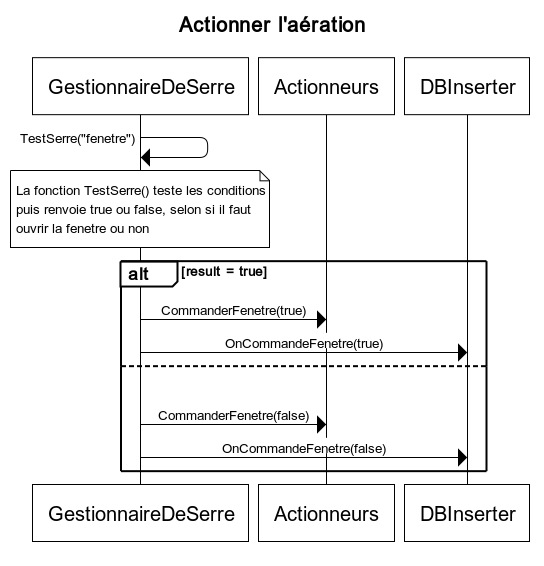 Actionner l'aération
GestionnaireDeSerre
Actionneurs
DBInserter
TestSerre("fenetre")
La fonction TestSerre() teste les conditions
puis renvoie true ou false, selon si il faut
ouvrir la fenetre ou non
alt
[result = true]
CommanderFenetre(true)
OnCommandeFenetre(true)
CommanderFenetre(false)
OnCommandeFenetre(false)
GestionnaireDeSerre
Actionneurs
DBInserter